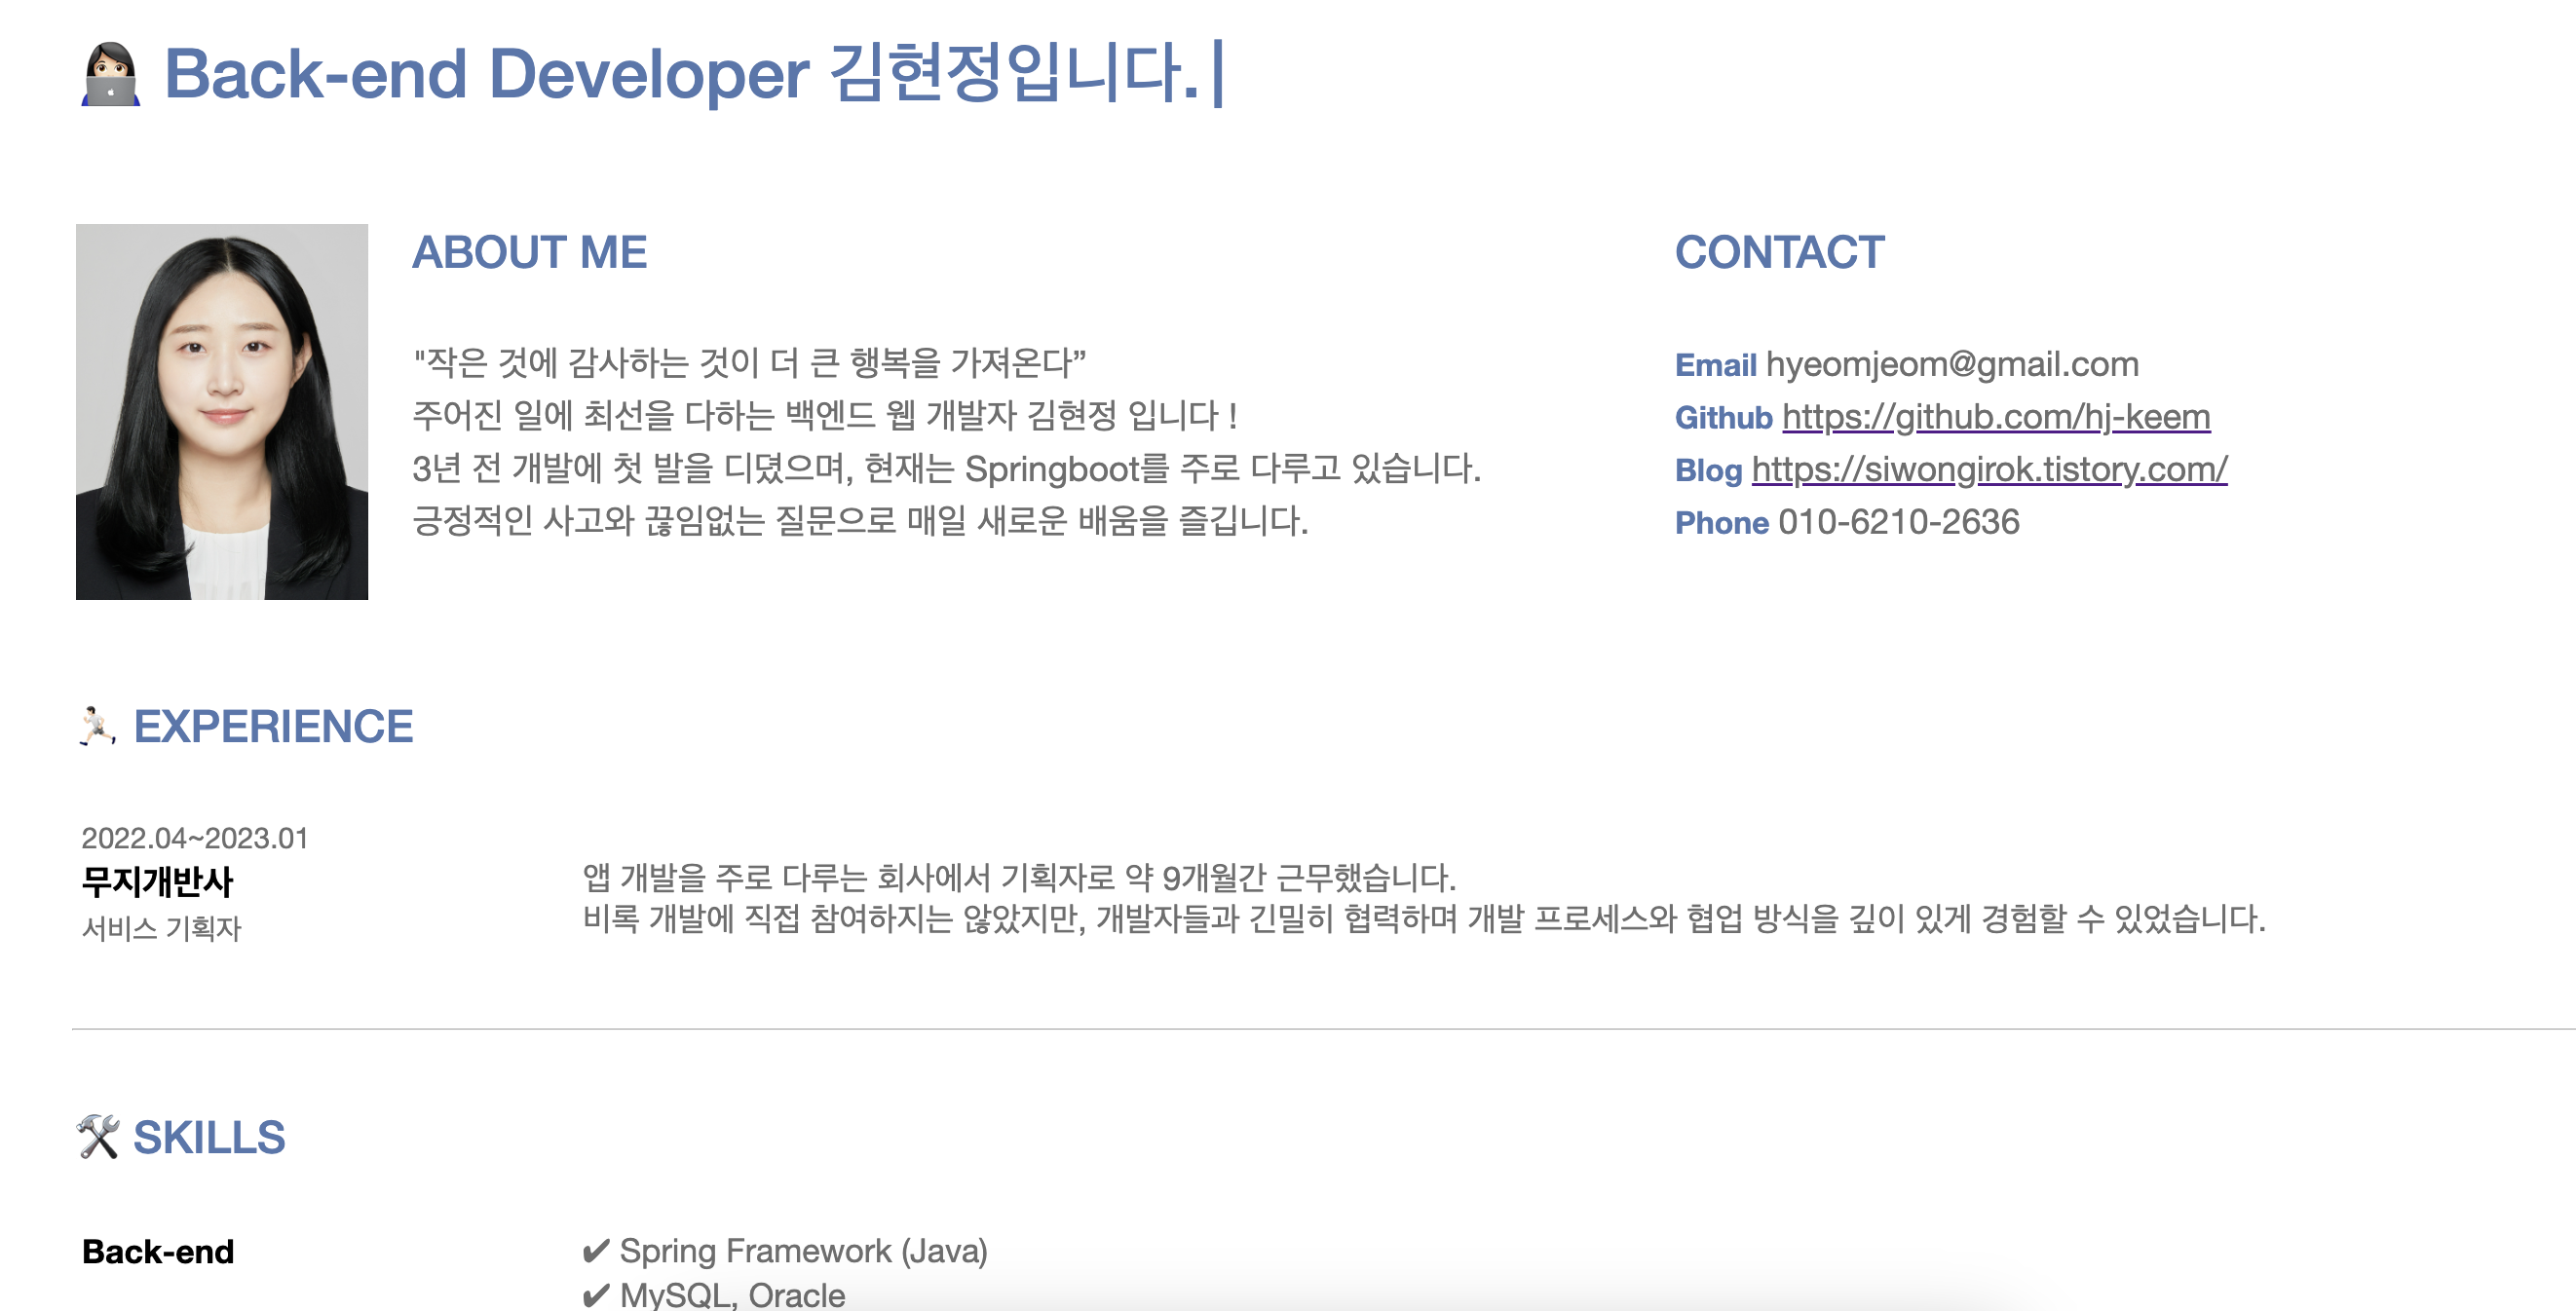 Back-end Developer 김현정입니다.|
ABOUT ME
"작은 것에 감사하는 것이 더 큰 행복을 가져온다”
주어진 일에 최선을 다하는 백엔드 웹 개발자 김현정 입니다 !
3년 전 개발에 첫 발을 디뎠으며, 현재는 Springboot를 주로 다루고 있습니다.
긍정적인 사고와 끊임없는 질문으로 매일 새로운 배움을 즐깁니다.
CONTACT
Email hyeomjeom@gmail.com
Github https://github.com/hj-keem
Blog https://siwongirok.tistory.com/
Phone 010-6210-2636
EXPERIENCE
2022.04~2023.01
무지개반사
서비스 기획자
앱 개발을 주로 다루는 회사에서 기획자로 약 9개월간 근무했습니다.
비록 개발에 직접 참여하지는 않았지만, 개발자들과 긴밀히 협력하며 개발 프로세스와 협업 방식을 깊이 있게 경험할 수 있었습니다.
SKILLS
Back-end
✔ Spring Framework (Java)
✔ MySQL, Oracle